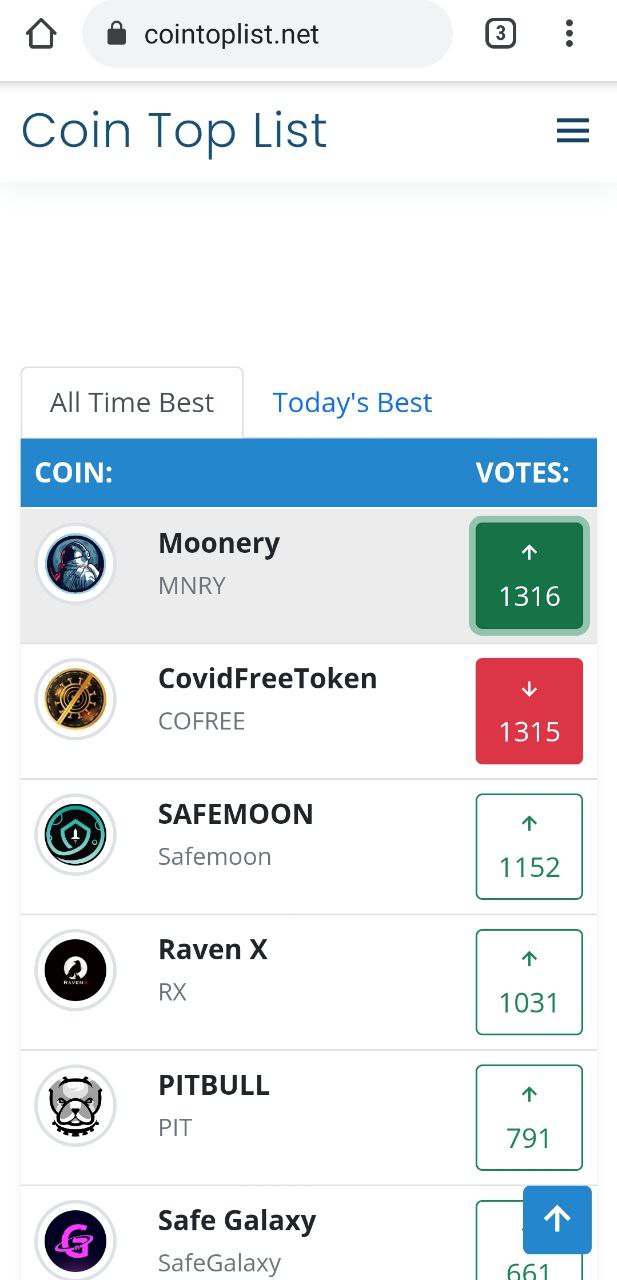 cointoplist.net
3
Coin Top List
All Time Best
Today's Best
COIN:
VOTES:
Moonery
MNRY
1316
CovidFreeToken
COFREE
1315
SAFEMOON
Safemoon
1152
Raven X
RX
1031
RAVENX
PITBULL
PIT
791
Safe Galaxy
SafeGalaxy
661